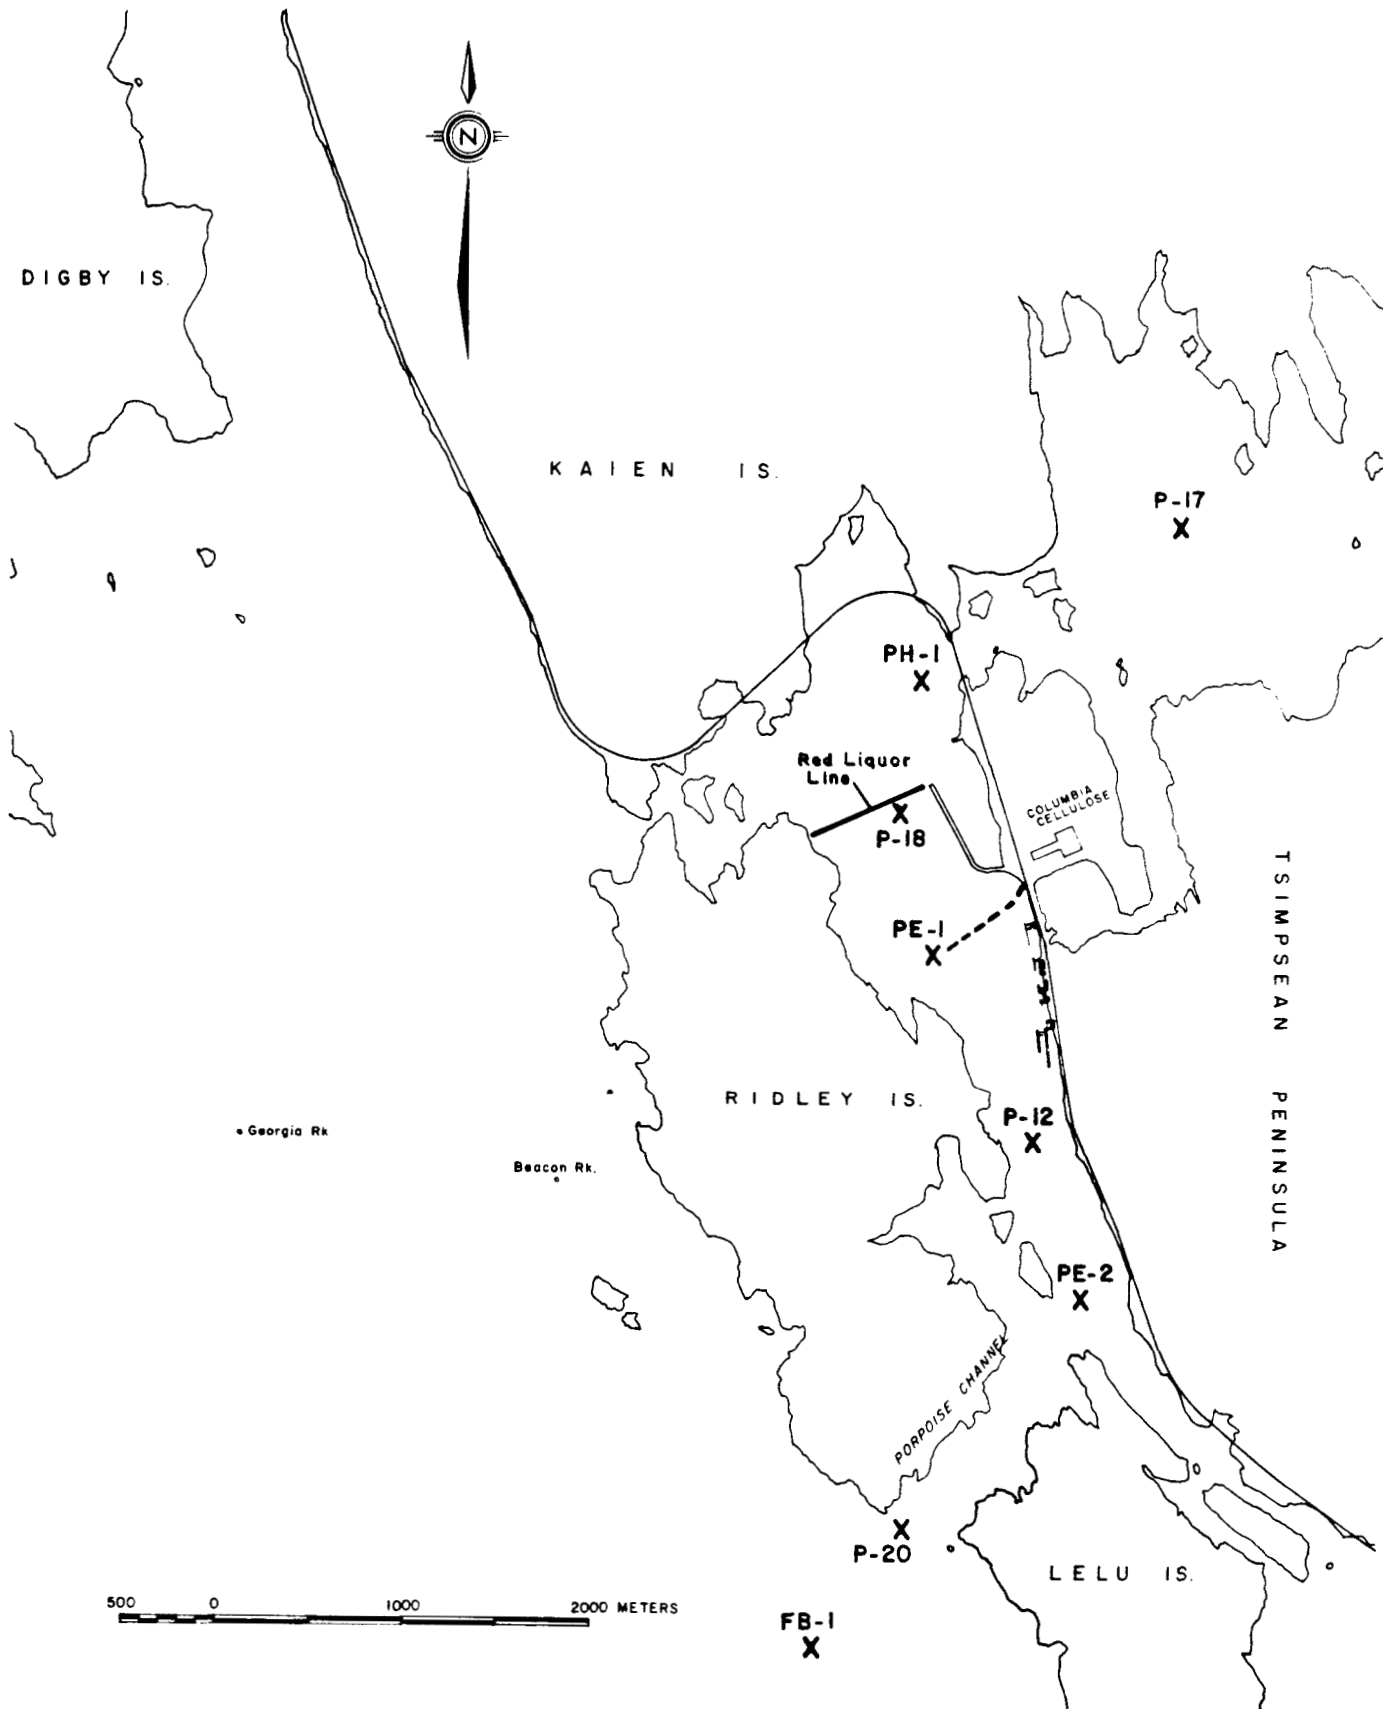 N
DIGBY IS.
KAIEN IS.
P-17
X
PH-1
X
Red Liquor
Line
X
P-18
COLUMBIA
CELLULOSE
PE-1
X
TSIMPSEAN PENINSULA
RIDLEY IS.
P-12
X
Georgia Rk
Beacon Rk.
PE-2
X
PORPOISE CHANNEL
X
P-20
LELU IS.
500 0 1000 2000 METERS
FB-1
X